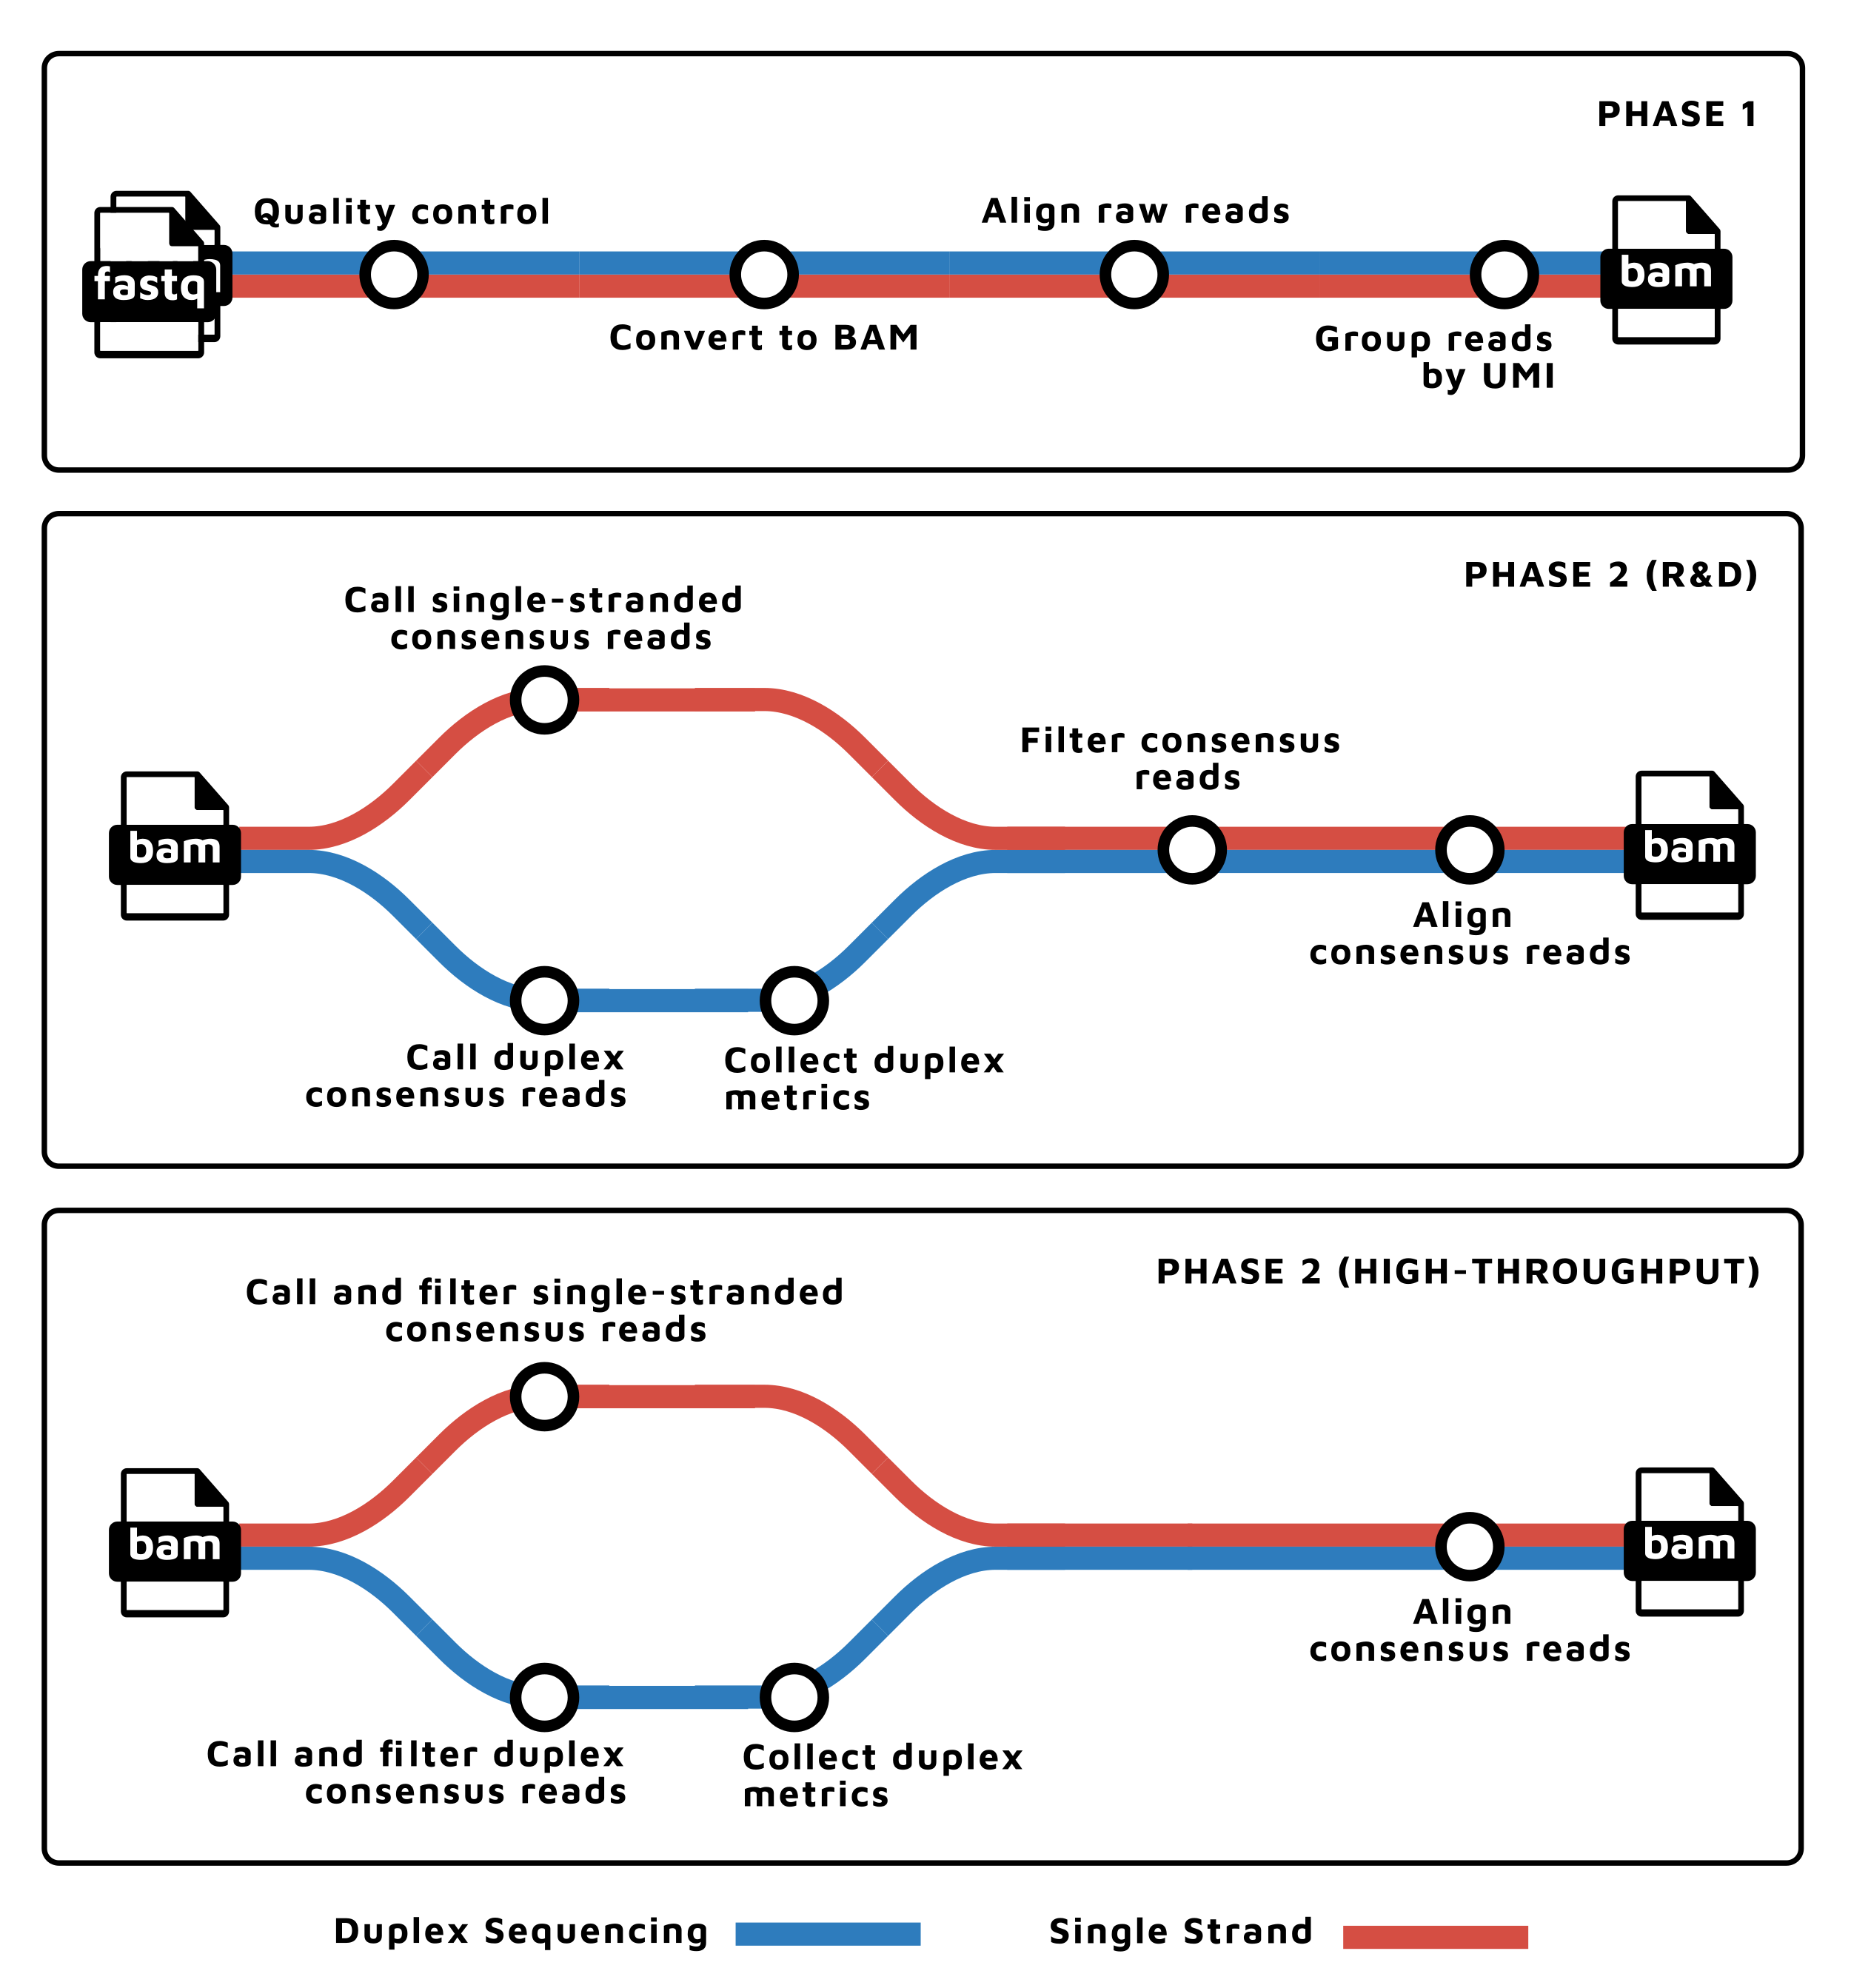 PHASE 1
Quality control
Align raw reads
fastq
bam
Convert to BAM
Group reads
by UMI
PHASE 2 (R&D)
Call single-stranded
consensus reads
Filter consensus
reads
bam
bam
Align
consensus reads
Call duplex
consensus reads
Collect duplex
metrics
PHASE 2 (HIGH-THROUGHPUT)
Call and filter single-stranded
consensus reads
bam
bam
Align
consensus reads
Call and filter duplex
consensus reads
Collect duplex
metrics
Duplex Sequencing
Single Strand